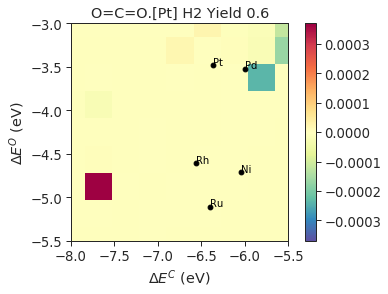 O=C=O.[Pt] H2 Yield 0.6
−3.0
−3.5
−4.0
−4.5
−5.0
−5.5
ΔE^O (eV)
Pt
Pd
Rh
Ni
Ru
−8.0 −7.5 −7.0 −6.5 −6.0 −5.5
ΔE^C (eV)
0.0003
0.0002
0.0001
0.0000
−0.0001
−0.0002
−0.0003